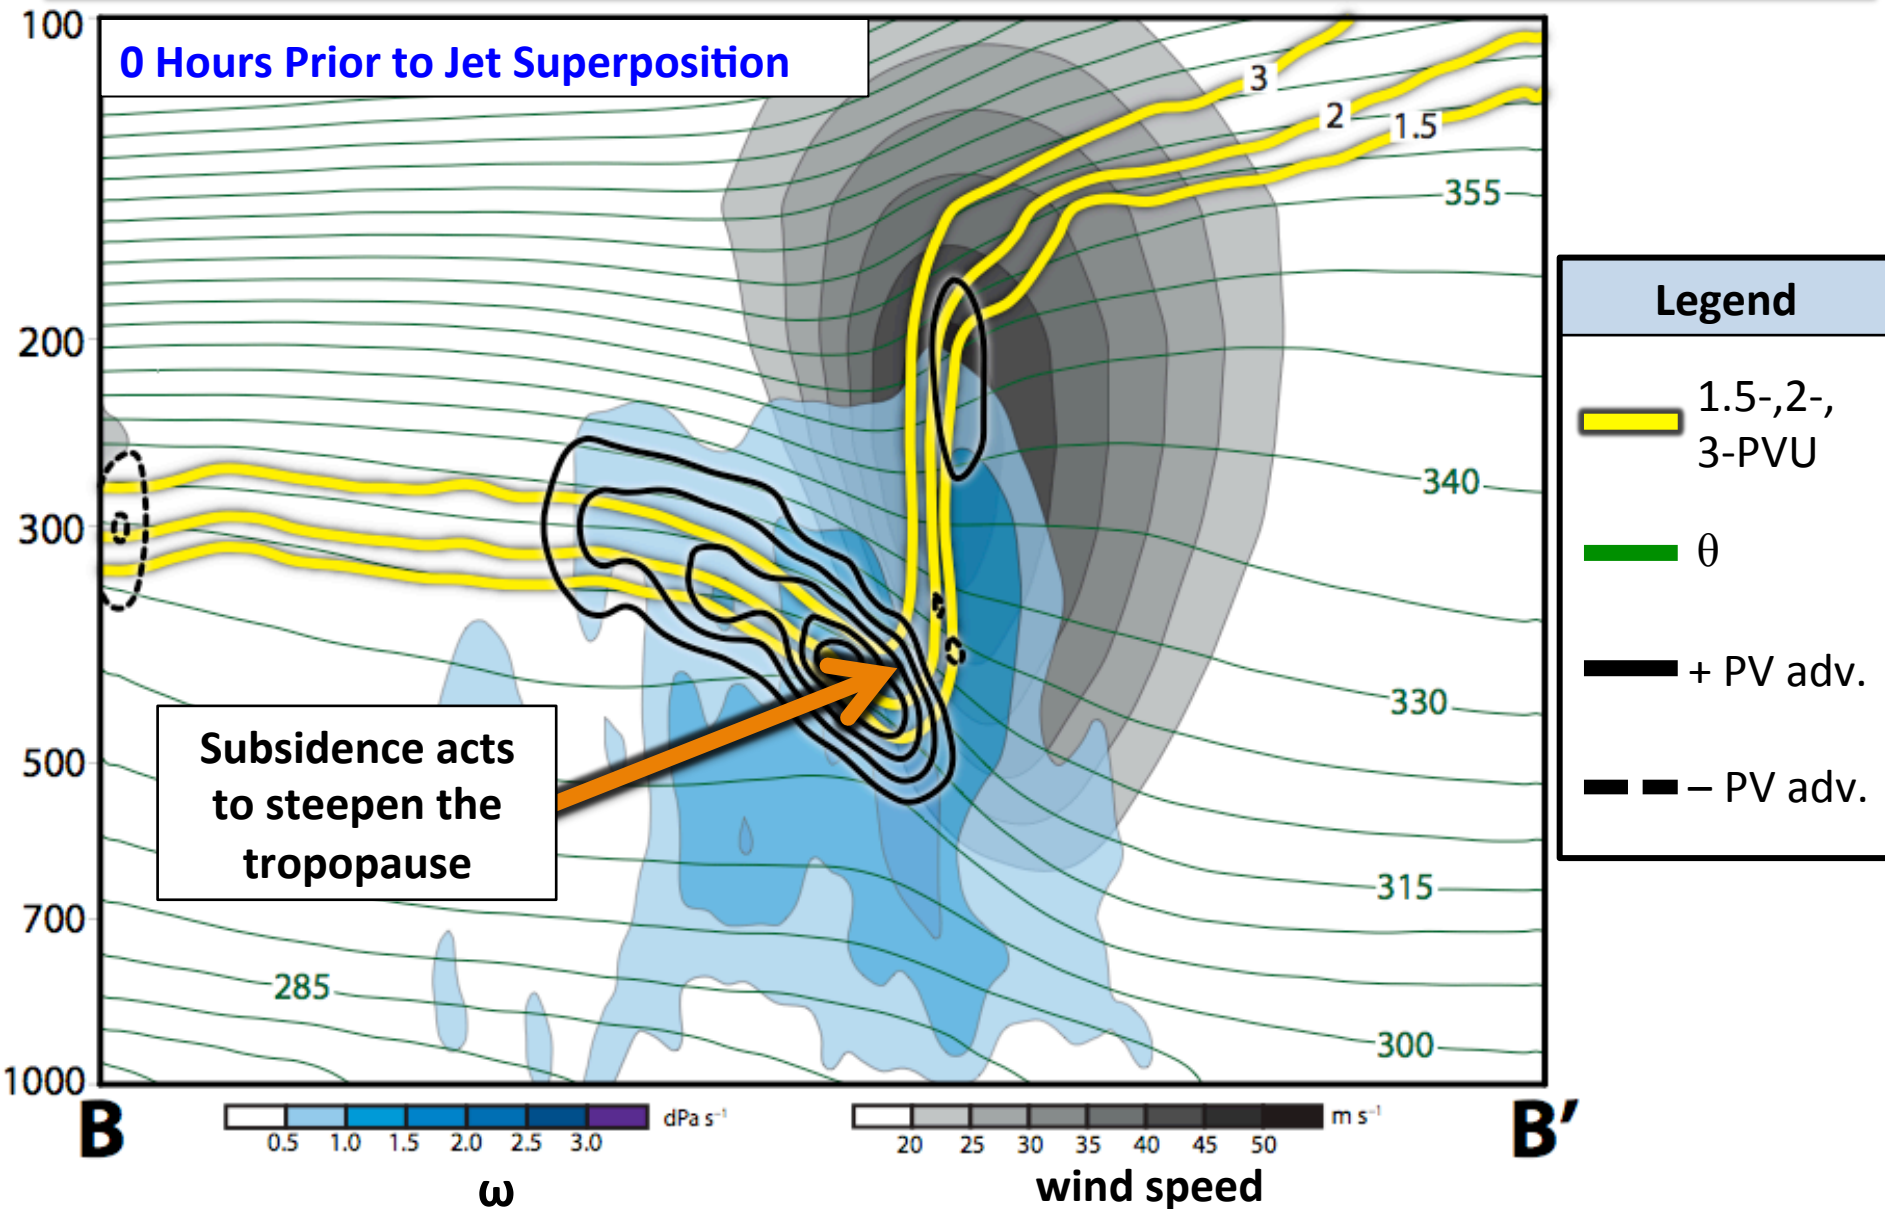 100
0 Hours Prior to Jet Superposition
3
2
1.5
355
200
340
300
330
500
Subsidence acts
to steepen the
tropopause
315
700
285
300
1000
B
B′
0.5 1.0 1.5 2.0 2.5 3.0
dPa s⁻¹
ω
20 25 30 35 40 45 50
m s⁻¹
wind speed
Legend
1.5-,2-,
3-PVU
θ
+ PV adv.
– PV adv.